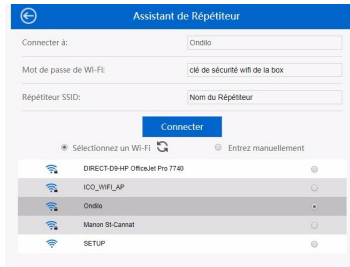 Assistant de Répétiteur
Connecter à: Ondilo
Mot de passe de Wi-Fi: clé de sécurité wifi de la box
Répétiteur SSID: Nom du Répétiteur
Connecter
Sélectionnez un Wi-Fi Entrez manuellement
DIRECT-D9-HP OfficeJet Pro 7740
ICO_WIFI_AP
Ondilo
Manon St-Cannat
SETUP